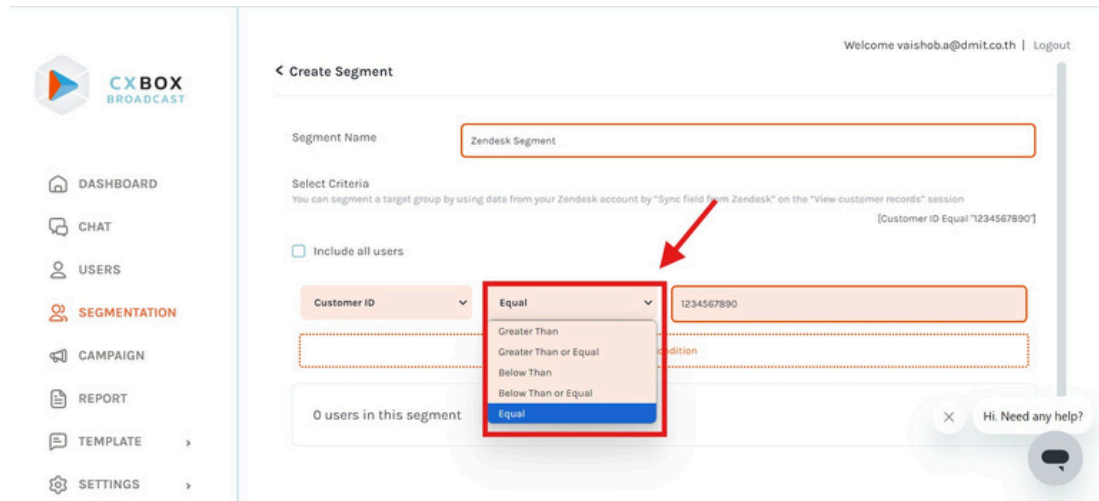 Welcome vaishob.a@dmit.co.th | Logout
CXBOX
BROADCAST
DASHBOARD
CHAT
USERS
SEGMENTATION
CAMPAIGN
REPORT
TEMPLATE
SETTINGS
< Create Segment
Segment Name
Zendesk Segment
Select Criteria
You can segment a target group by using data from your Zendesk account by "Sync field from Zendesk" on the "View customer records" session
[Customer ID Equal "1234567890"]
Include all users
Customer ID
Equal
1234567890
Greater Than
Greater Than or Equal
Below Than
Below Than or Equal
Equal
ndition
0 users in this segment
Hi. Need any help?